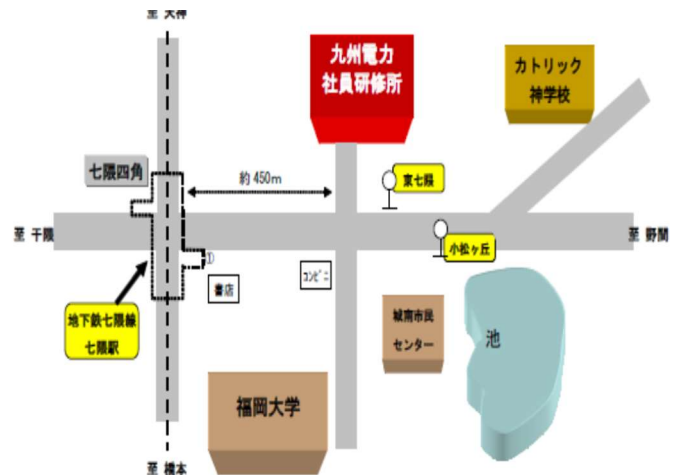 至 天神
九州電力
社員研修所
カトリック
神学校
七隈四角
約 450m
東七隈
至 干隈
至 野間
小松ヶ丘
①
書店
コンビニ
地下鉄七隈線
七隈駅
城南市民
センター
池
福岡大学
至 橋本